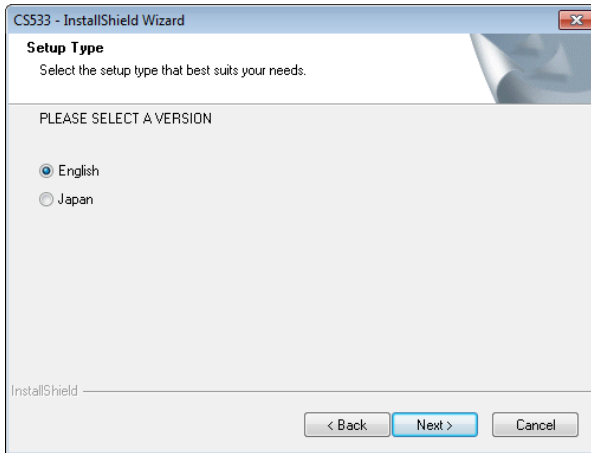 CS533 - InstallShield Wizard
Setup Type
Select the setup type that best suits your needs.
PLEASE SELECT A VERSION
English
Japan
InstallShield
< Back
Next >
Cancel